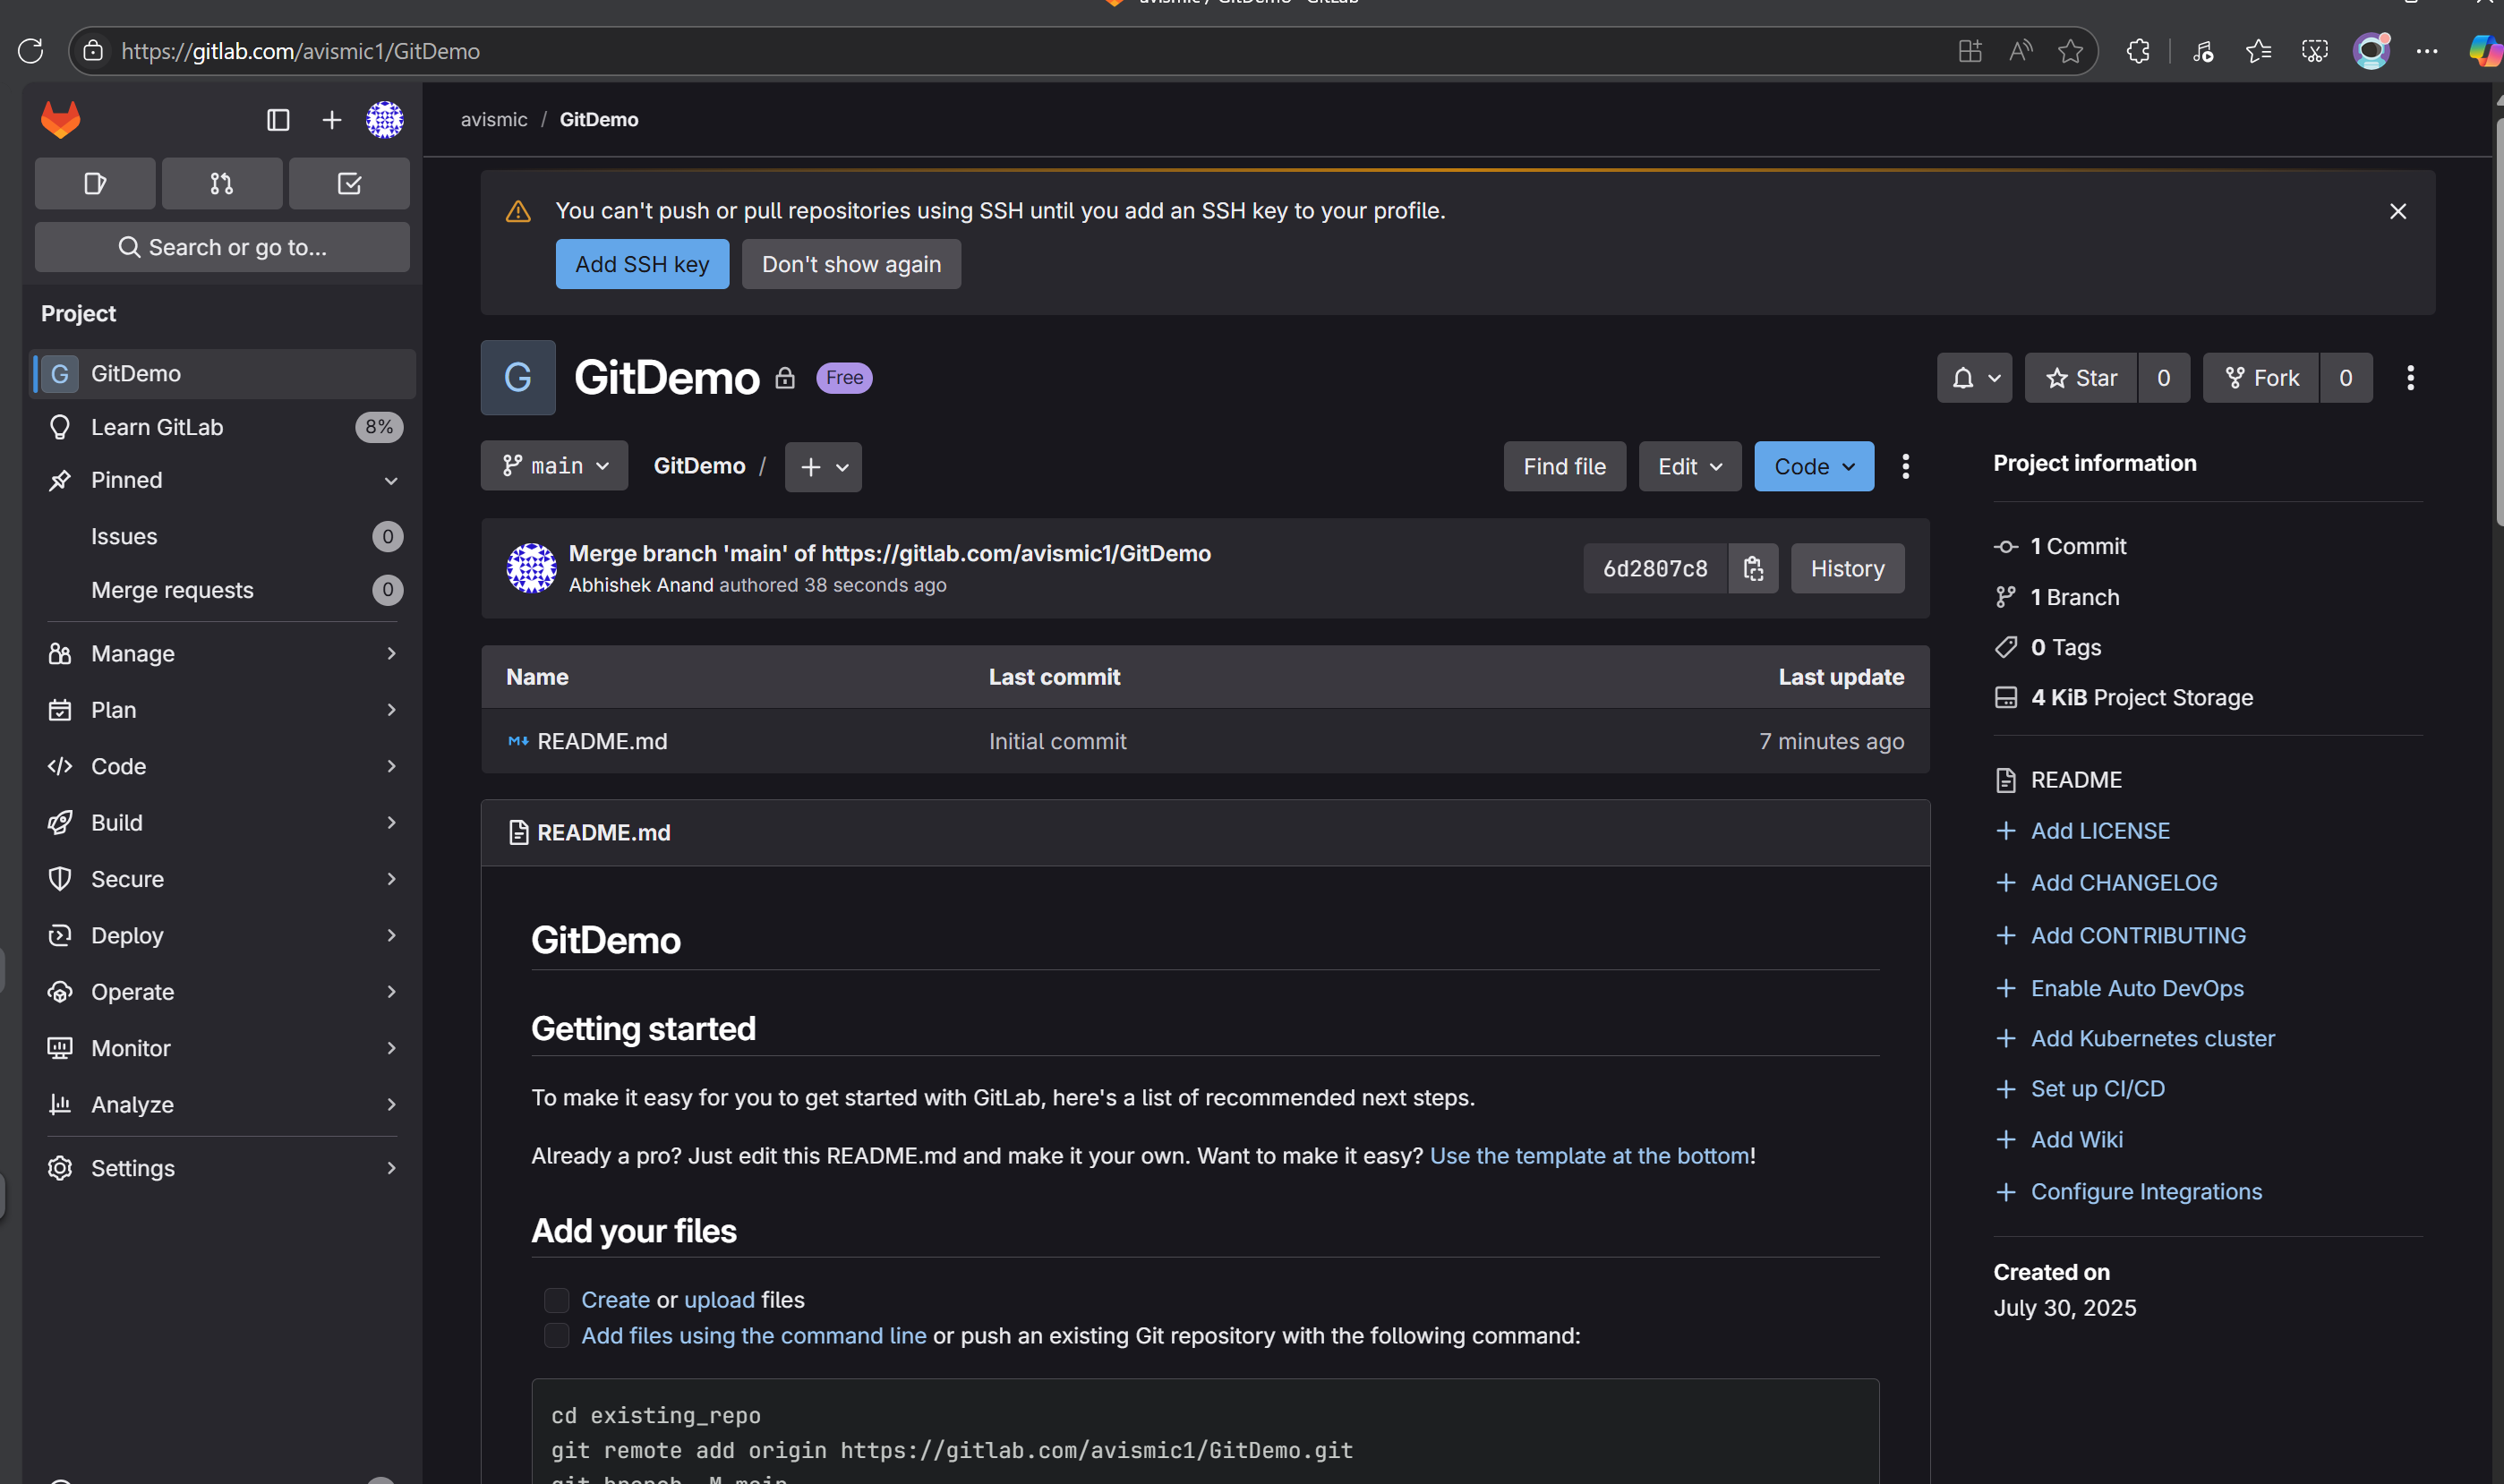 avismic / GitDemo - GitLab
https://gitlab.com/avismic1/GitDemo
avismic / GitDemo
Search or go to...
Project
G GitDemo
Learn GitLab 8%
Pinned
Issues 0
Merge requests 0
Manage
Plan
Code
Build
Secure
Deploy
Operate
Monitor
Analyze
Settings
You can't push or pull repositories using SSH until you add an SSH key to your profile.
Add SSH key Don't show again
G GitDemo Free
Star 0 Fork 0
main GitDemo / Find file Edit Code
Merge branch 'main' of https://gitlab.com/avismic1/GitDemo
Abhishek Anand authored 38 seconds ago
6d2807c8 History
Name Last commit Last update
README.md Initial commit 7 minutes ago
README.md
GitDemo
Getting started
To make it easy for you to get started with GitLab, here's a list of recommended next steps.
Already a pro? Just edit this README.md and make it your own. Want to make it easy? Use the template at the bottom!
Add your files
Create or upload files
Add files using the command line or push an existing Git repository with the following command:
cd existing_repo
git remote add origin https://gitlab.com/avismic1/GitDemo.git
git branch -M main
Project information
1 Commit
1 Branch
0 Tags
4 KiB Project Storage
README
Add LICENSE
Add CHANGELOG
Add CONTRIBUTING
Enable Auto DevOps
Add Kubernetes cluster
Set up CI/CD
Add Wiki
Configure Integrations
Created on
July 30, 2025